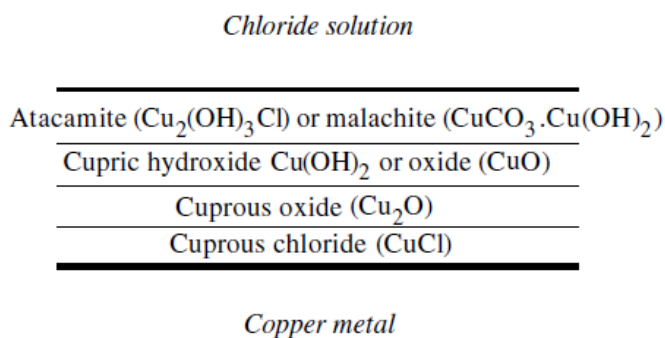 Chloride solution
Atacamite (Cu₂(OH)₃Cl) or malachite (CuCO₃.Cu(OH)₂)
Cupric hydroxide Cu(OH)₂ or oxide (CuO)
Cuprous oxide (Cu₂O)
Cuprous chloride (CuCl)
Copper metal